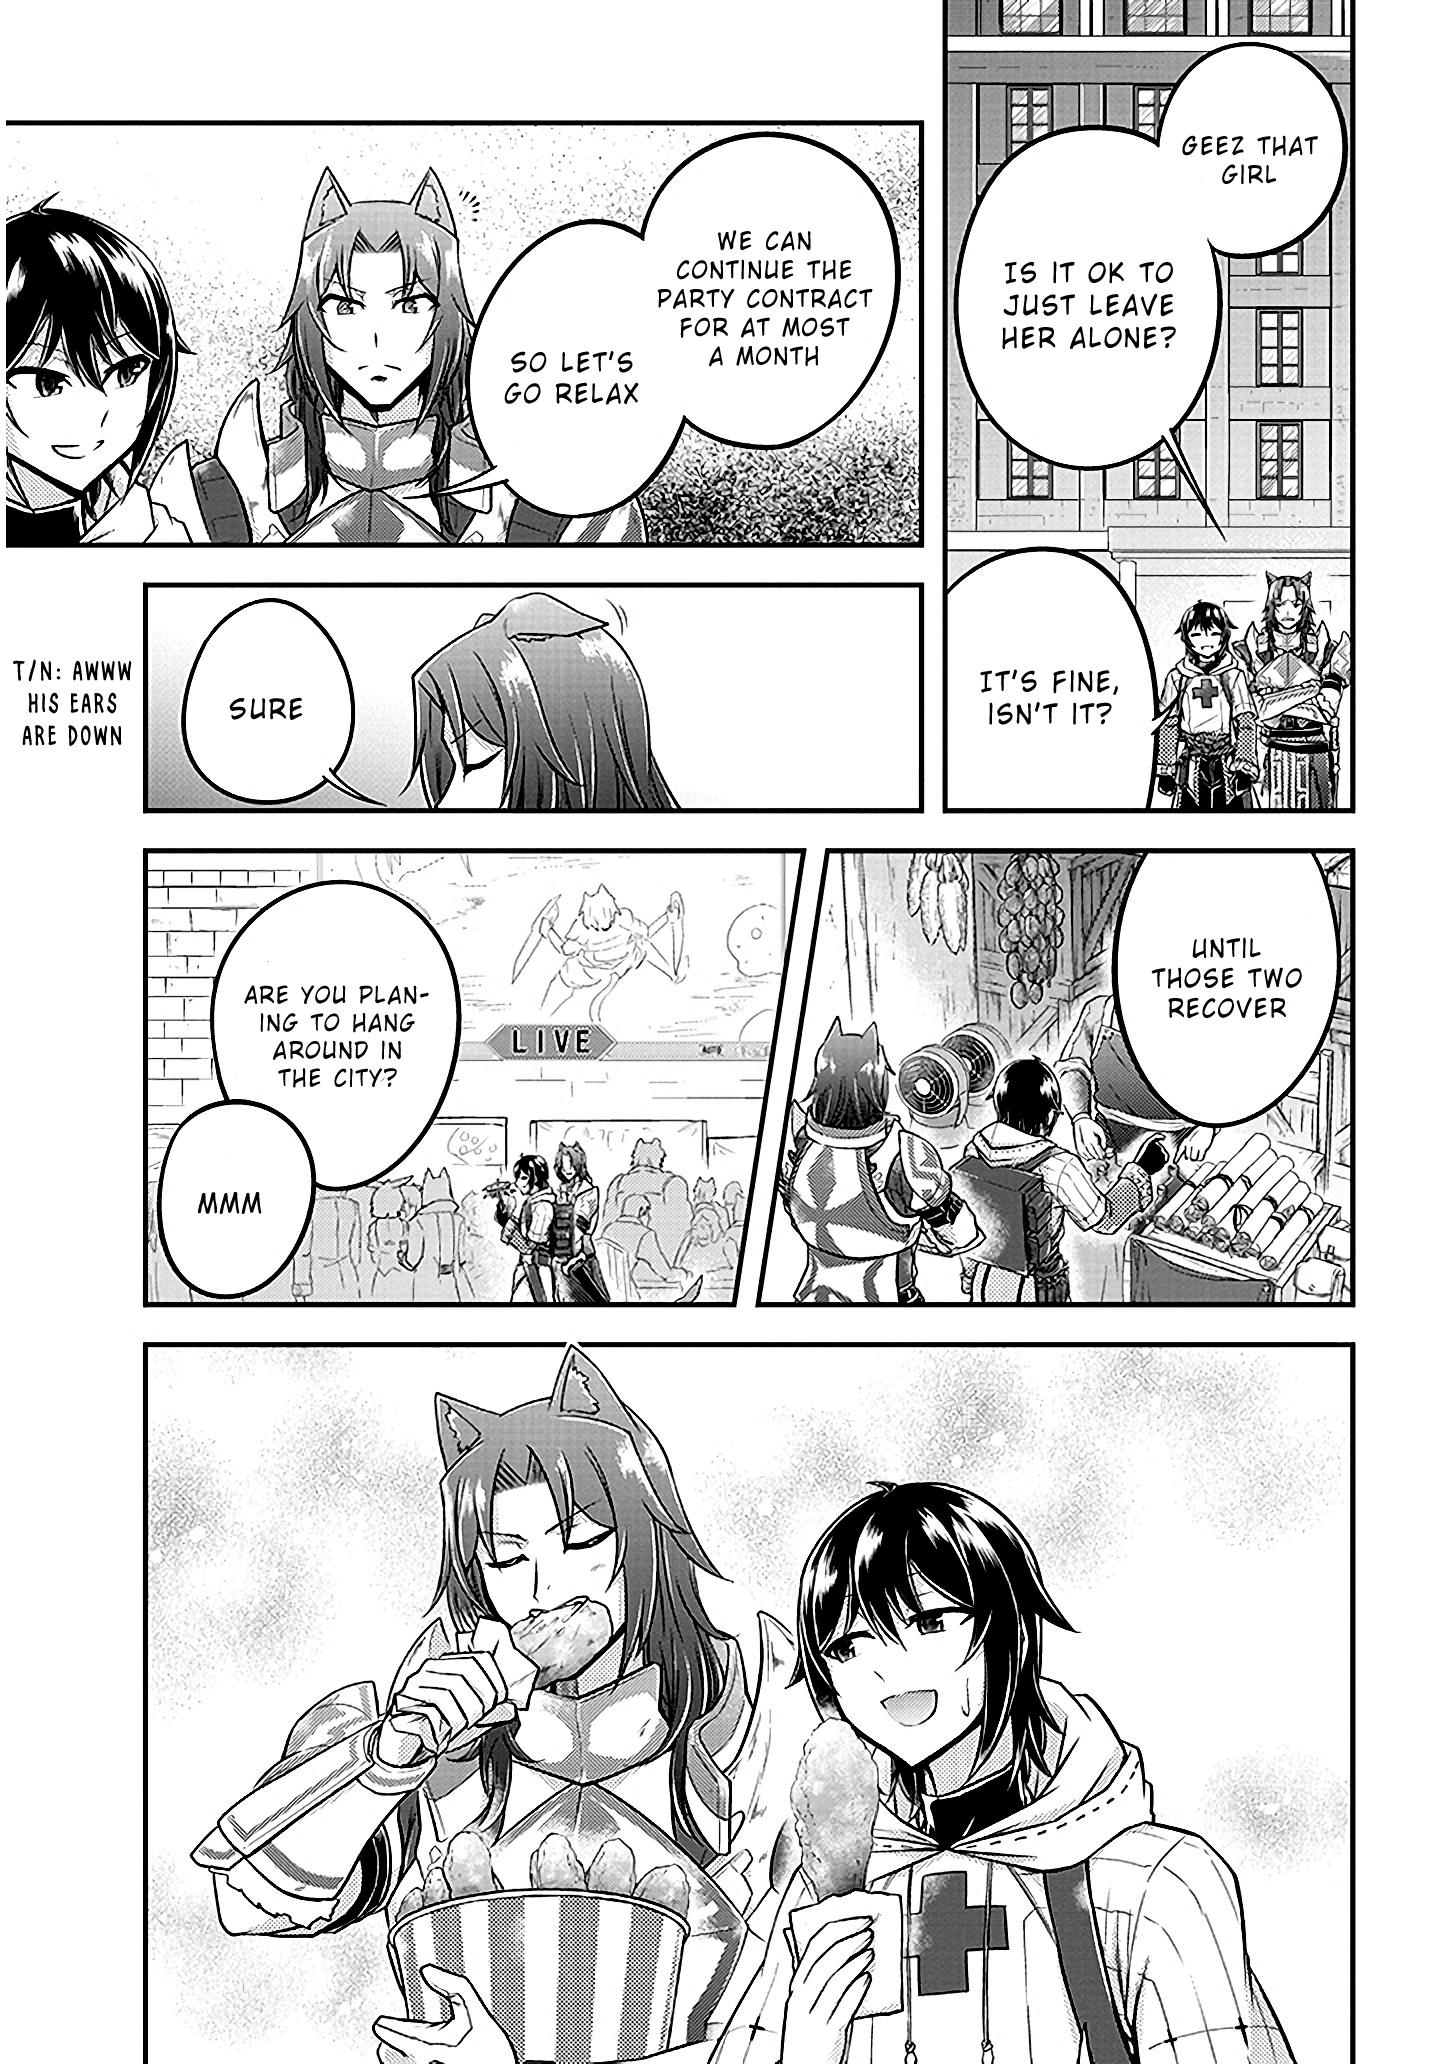 GEEZ THAT
GIRL
IS IT OK TO
JUST LEAVE
HER ALONE?
IT'S FINE,
ISN'T IT?
WE CAN
CONTINUE THE
PARTY CONTRACT
FOR AT MOST
A MONTH
SO LET'S
GO RELAX
SURE
T/N: AWWW
HIS EARS
ARE DOWN
UNTIL
THOSE TWO
RECOVER
ARE YOU PLAN-
ING TO HANG
AROUND IN
THE CITY?
LIVE
MMM